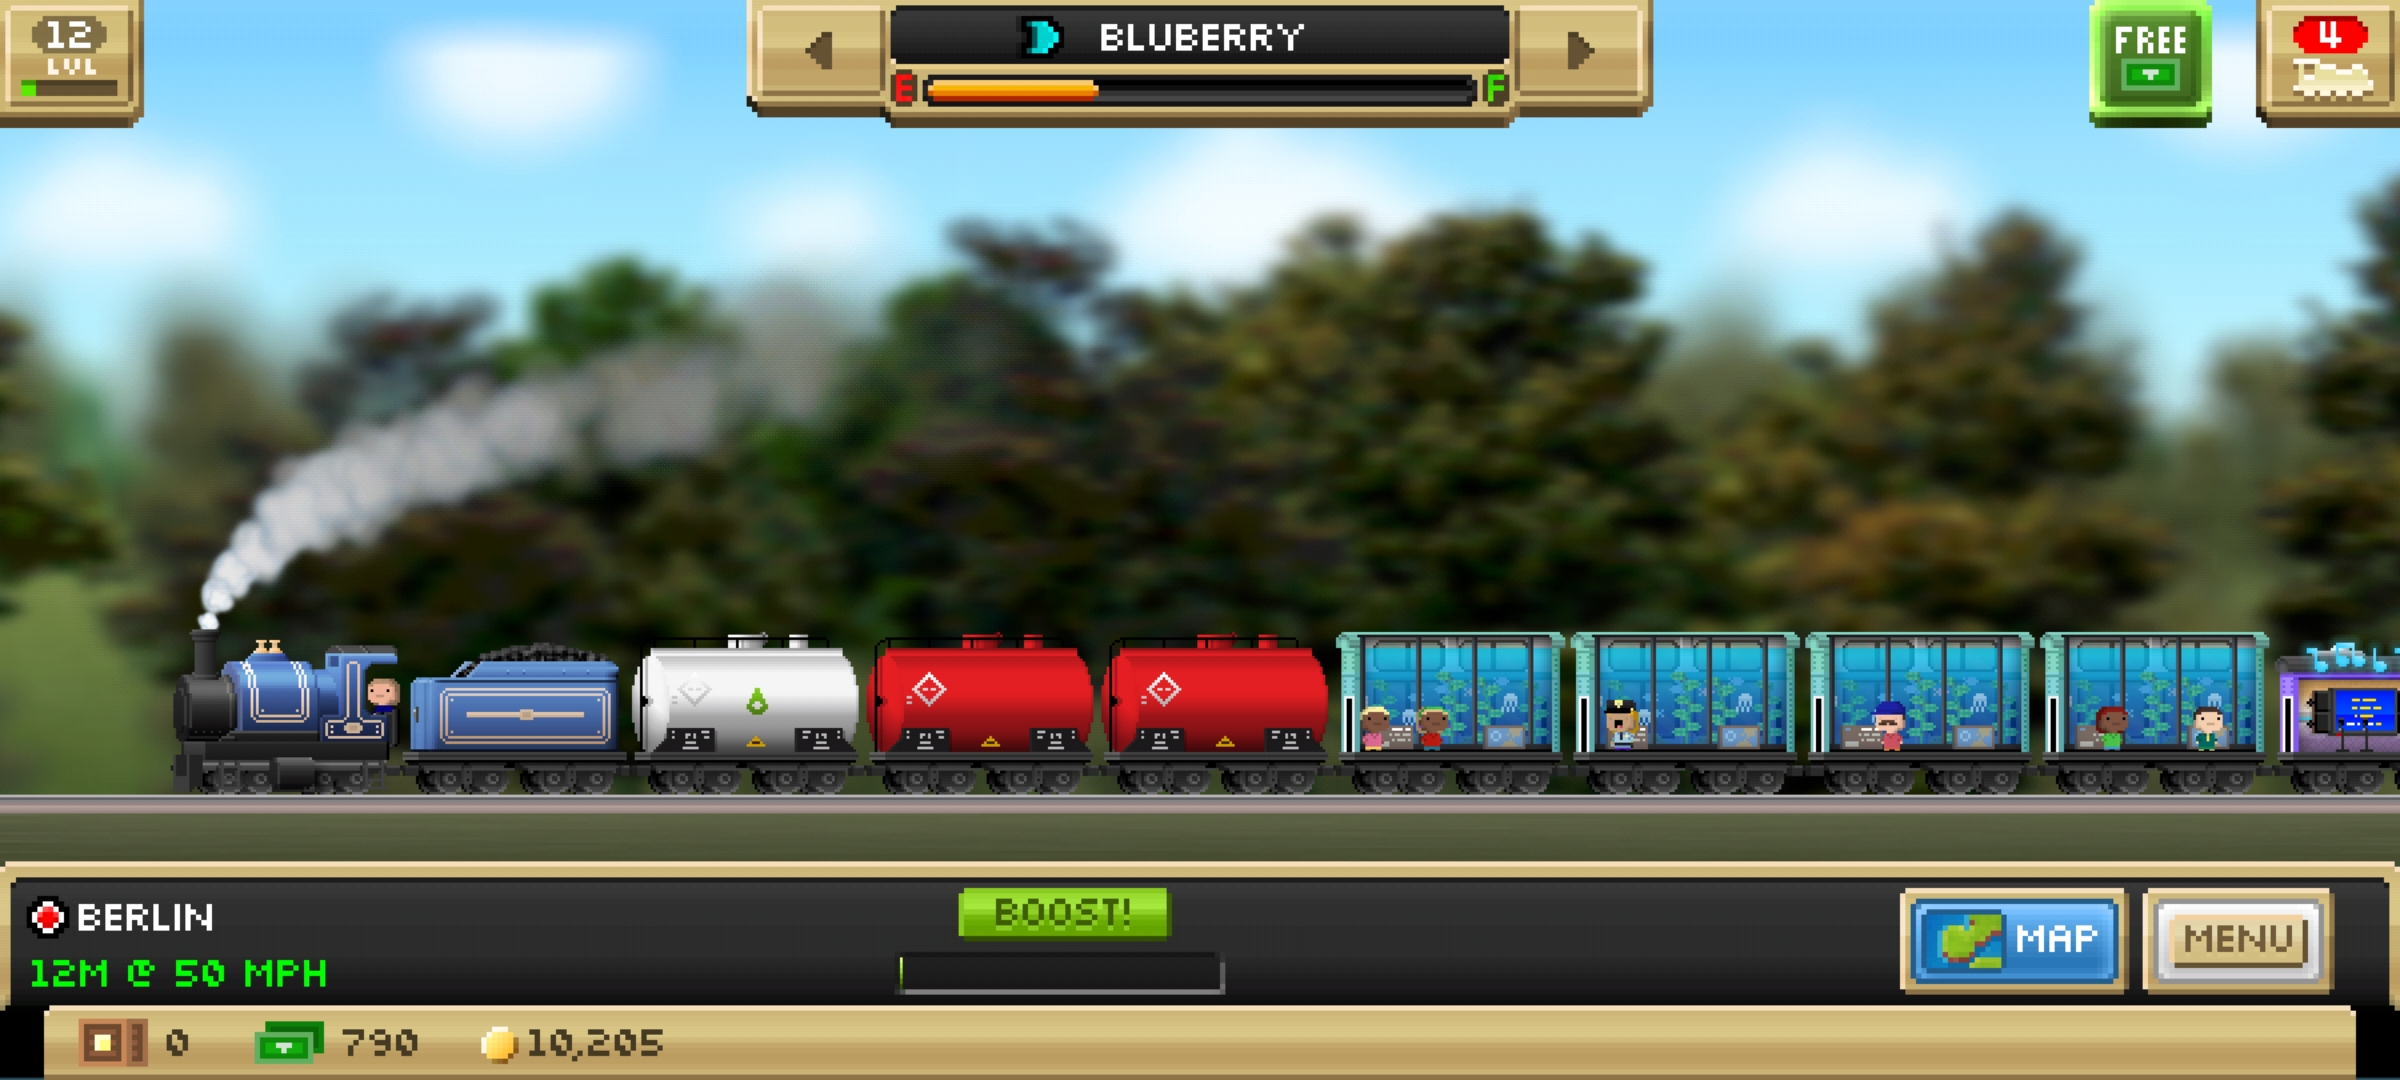 12
LVL
BLUBERRY
E F
FREE
4
BERLIN
12M @ 50 MPH
BOOST!
MAP
MENU
0
790
10,205